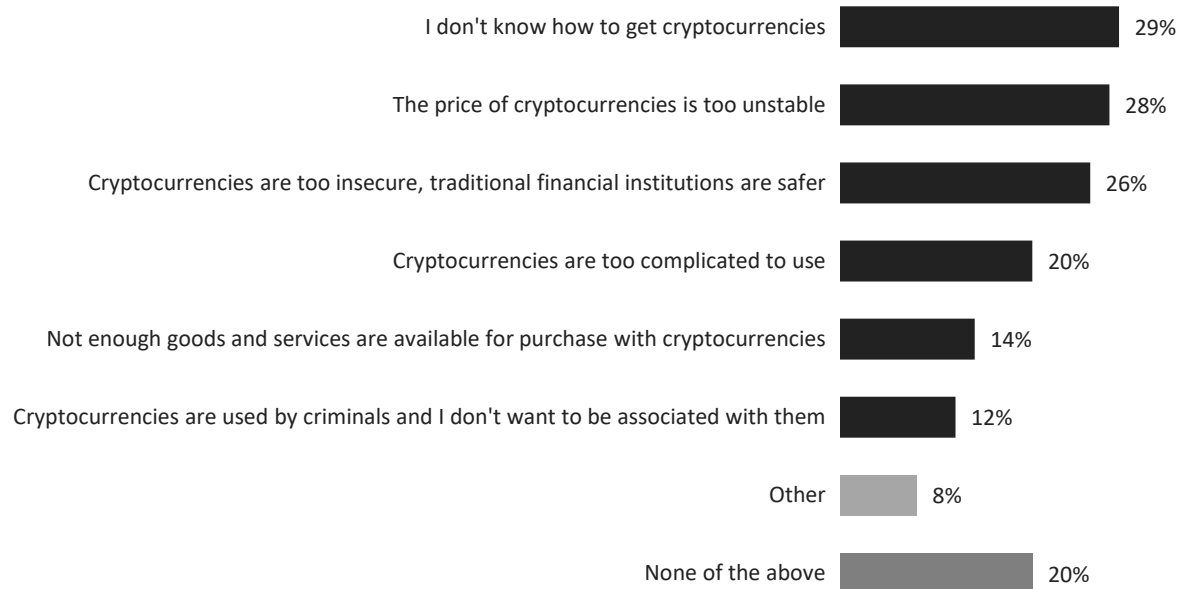 I don't know how to get cryptocurrencies 29%
The price of cryptocurrencies is too unstable 28%
Cryptocurrencies are too insecure, traditional financial institutions are safer 26%
Cryptocurrencies are too complicated to use 20%
Not enough goods and services are available for purchase with cryptocurrencies 14%
Cryptocurrencies are used by criminals and I don't want to be associated with them 12%
Other 8%
None of the above 20%